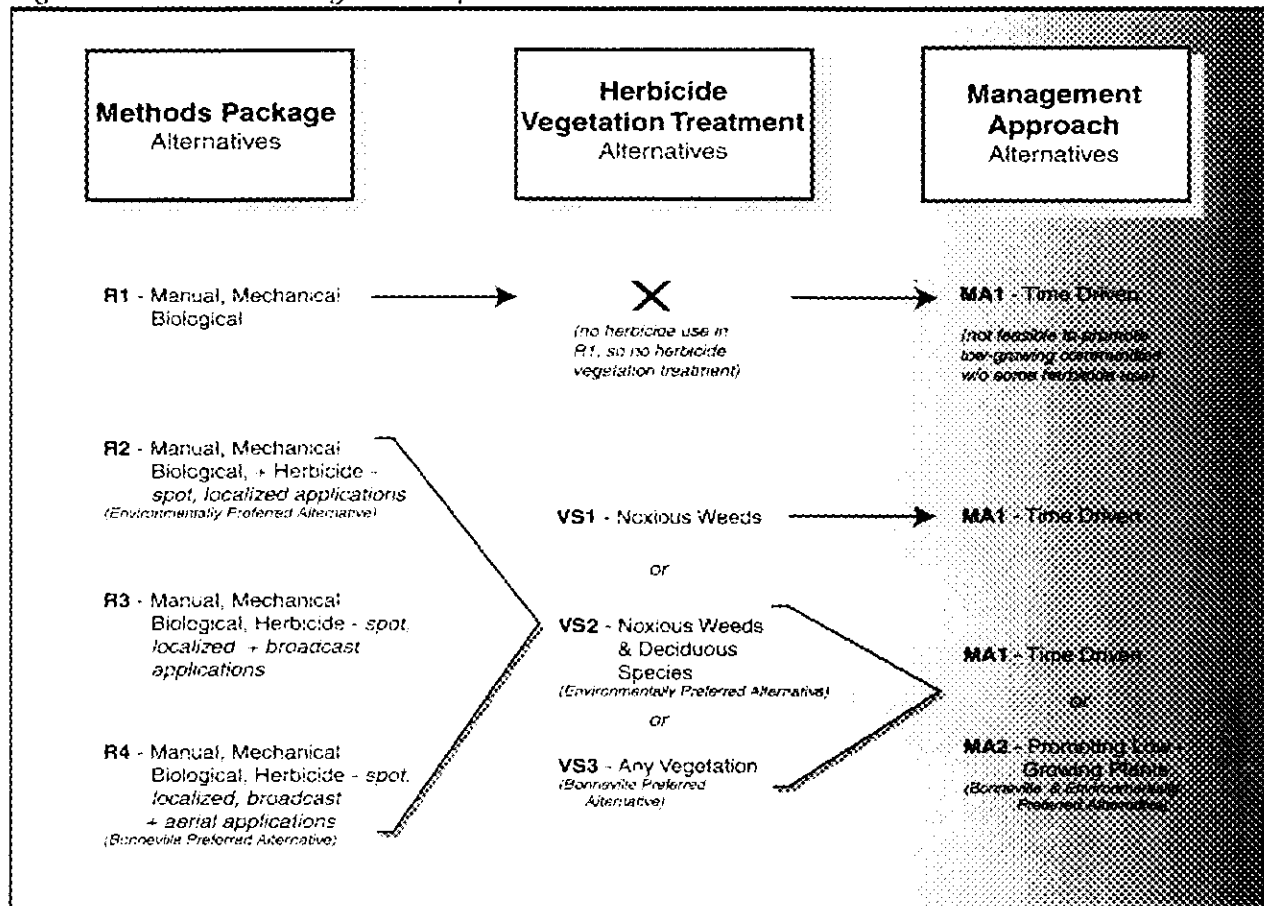 Methods Package
Alternatives
Herbicide
Vegetation Treatment
Alternatives
Management
Approach
Alternatives
R1 - Manual, Mechanical
Biological
(no herbicide use in
R1, so no herbicide
vegetation treatment)
MA1 - Time Driven
(not feasible to promote
low-growing communities
w/o some herbicide use)
R2 - Manual, Mechanical
Biological, + Herbicide -
spot, localized applications
(Environmentally Preferred Alternative)
R3 - Manual, Mechanical
Biological, Herbicide - spot,
localized + broadcast
applications
R4 - Manual, Mechanical
Biological, Herbicide - spot,
localized, broadcast
+ aerial applications
(Bonneville Preferred Alternative)
VS1 - Noxious Weeds
or
VS2 - Noxious Weeds
& Deciduous
Species
(Environmentally Preferred Alternative)
or
VS3 - Any Vegetation
(Bonneville Preferred
Alternative)
MA1 - Time Driven
MA1 - Time Driven
or
MA2 - Promoting Low-
Growing Plants
(Bonneville & Environmentally
Preferred Alternative)